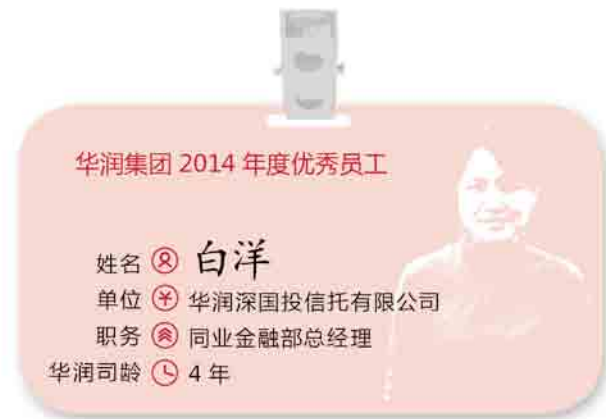 华润集团 2014 年度优秀员工
姓名 白洋
单位 华润深国投信托有限公司
职务 同业金融部总经理
华润司龄 4 年